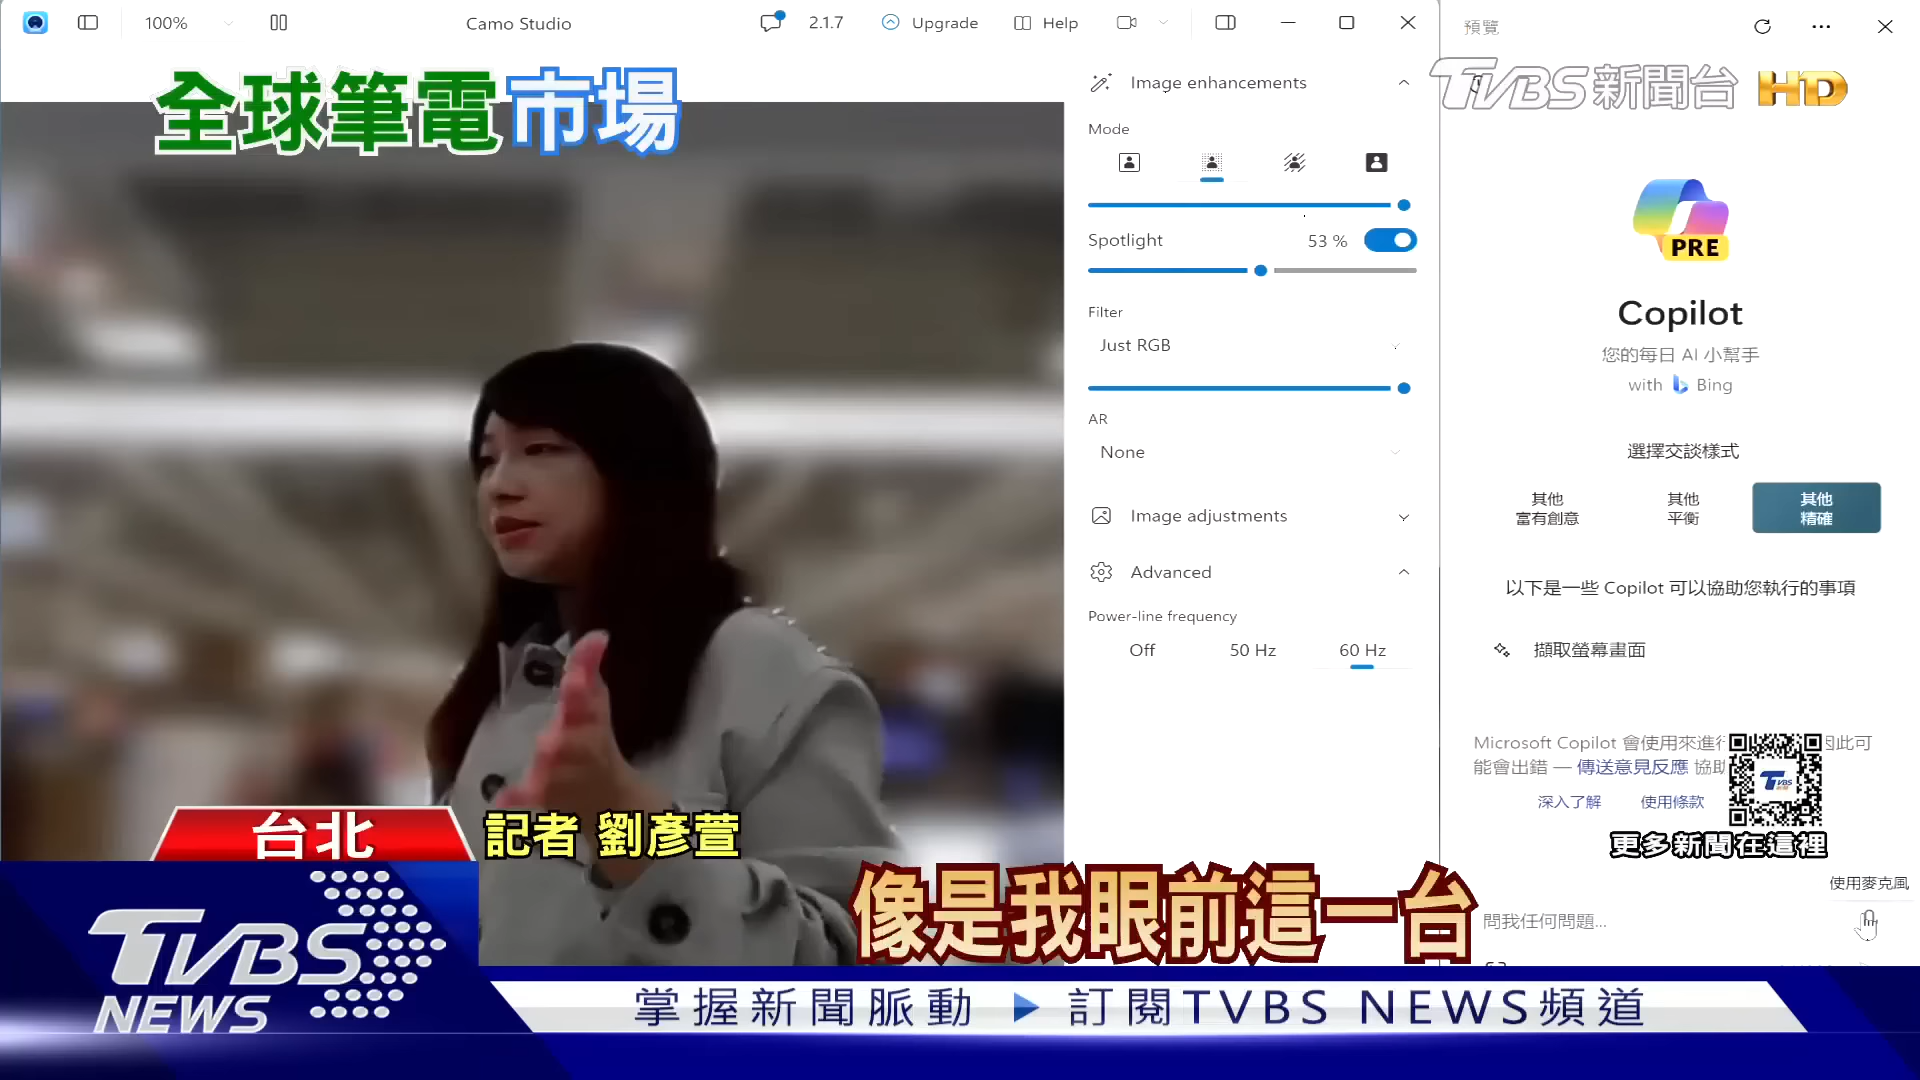 100%
Camo Studio
2.1.7
Upgrade
Help
全球筆電市場
Image enhancements
Mode
Spotlight
53 %
Filter
Just RGB
AR
None
Image adjustments
Advanced
Power-line frequency
Off
50 Hz
60 Hz
預覽
TVBS新聞台 HD
PRE
Copilot
您的每日 AI 小幫手
with Bing
選擇交談樣式
其他
富有創意
其他
平衡
其他
精確
以下是一些 Copilot 可以協助您執行的事項
擷取螢幕畫面
Microsoft Copilot 會使用來進行
因此可
能會出錯 — 傳送意見反應 協助
深入了解
使用條款
TVBS
更多新聞在這裡
使用麥克風
問我任何問題...
台北
記者 劉彥萱
像是我眼前這一台
TVBS
NEWS
掌握新聞脈動 ▶ 訂閱TVBS NEWS頻道